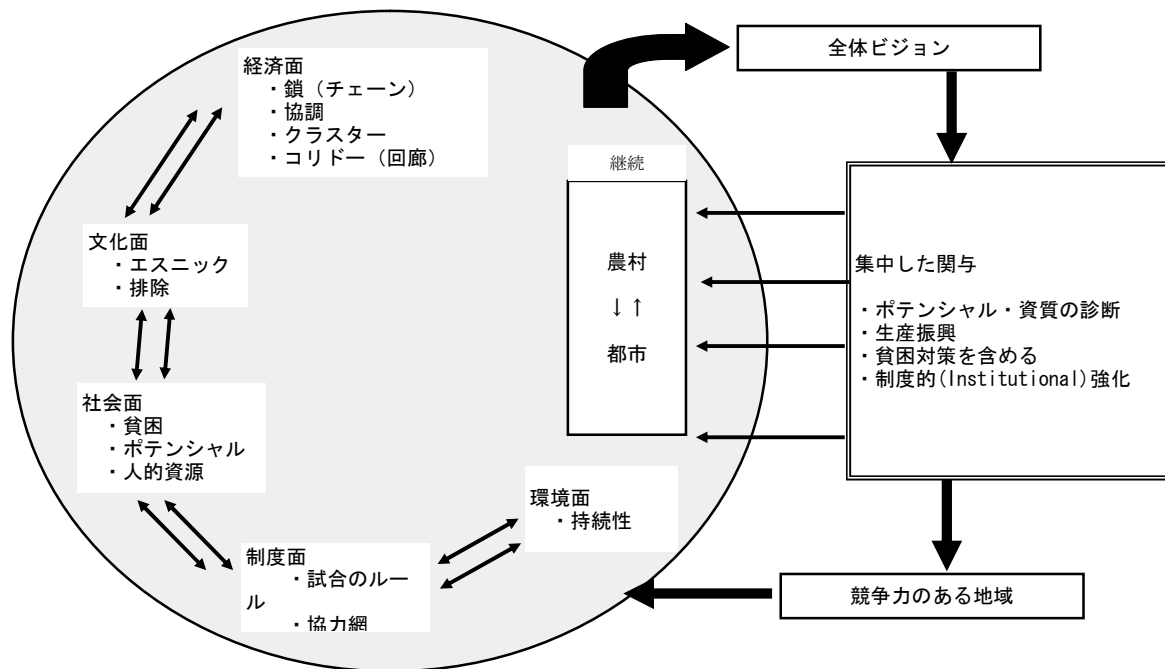 経済面
・鎖（チェーン）
・協調
・クラスター
・コリドー（回廊）
文化面
・エスニック
・排除
社会面
・貧困
・ポテンシャル
・人的資源
制度面
・試合のルー
ル
・協力網
環境面
・持続性
継続
農村
↓↑
都市
全体ビジョン
集中した関与
・ポテンシャル・資質の診断
・生産振興
・貧困対策を含める
・制度的(Institutional)強化
競争力のある地域